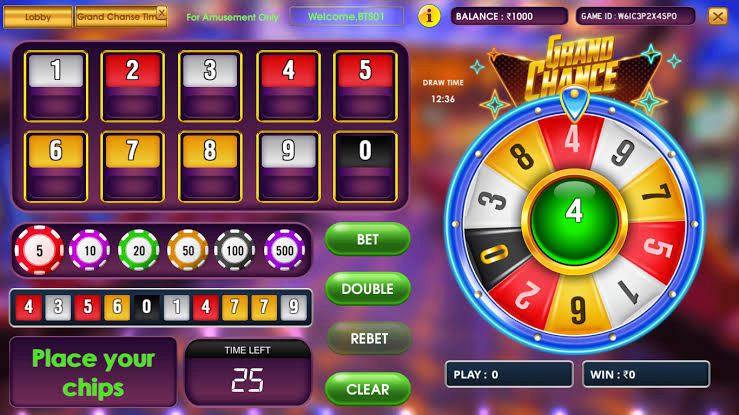 Lobby
Grand Chanse Tim
For Amusement Only
Welcome,BTS01
i
BALANCE : ₹1000
GAME ID : W6IC3P2X4SP0
GRAND
CHANCE
DRAW TIME
12:36
1 2 3 4 5
6 7 8 9 0
5 10 20 50 100 500
4 3 5 6 0 1 4 7 7 9
Place your
chips
TIME LEFT
25
BET
DOUBLE
REBET
CLEAR
4 9 7 5 1 6 2 0 3 8
4
PLAY : 0
WIN : ₹0